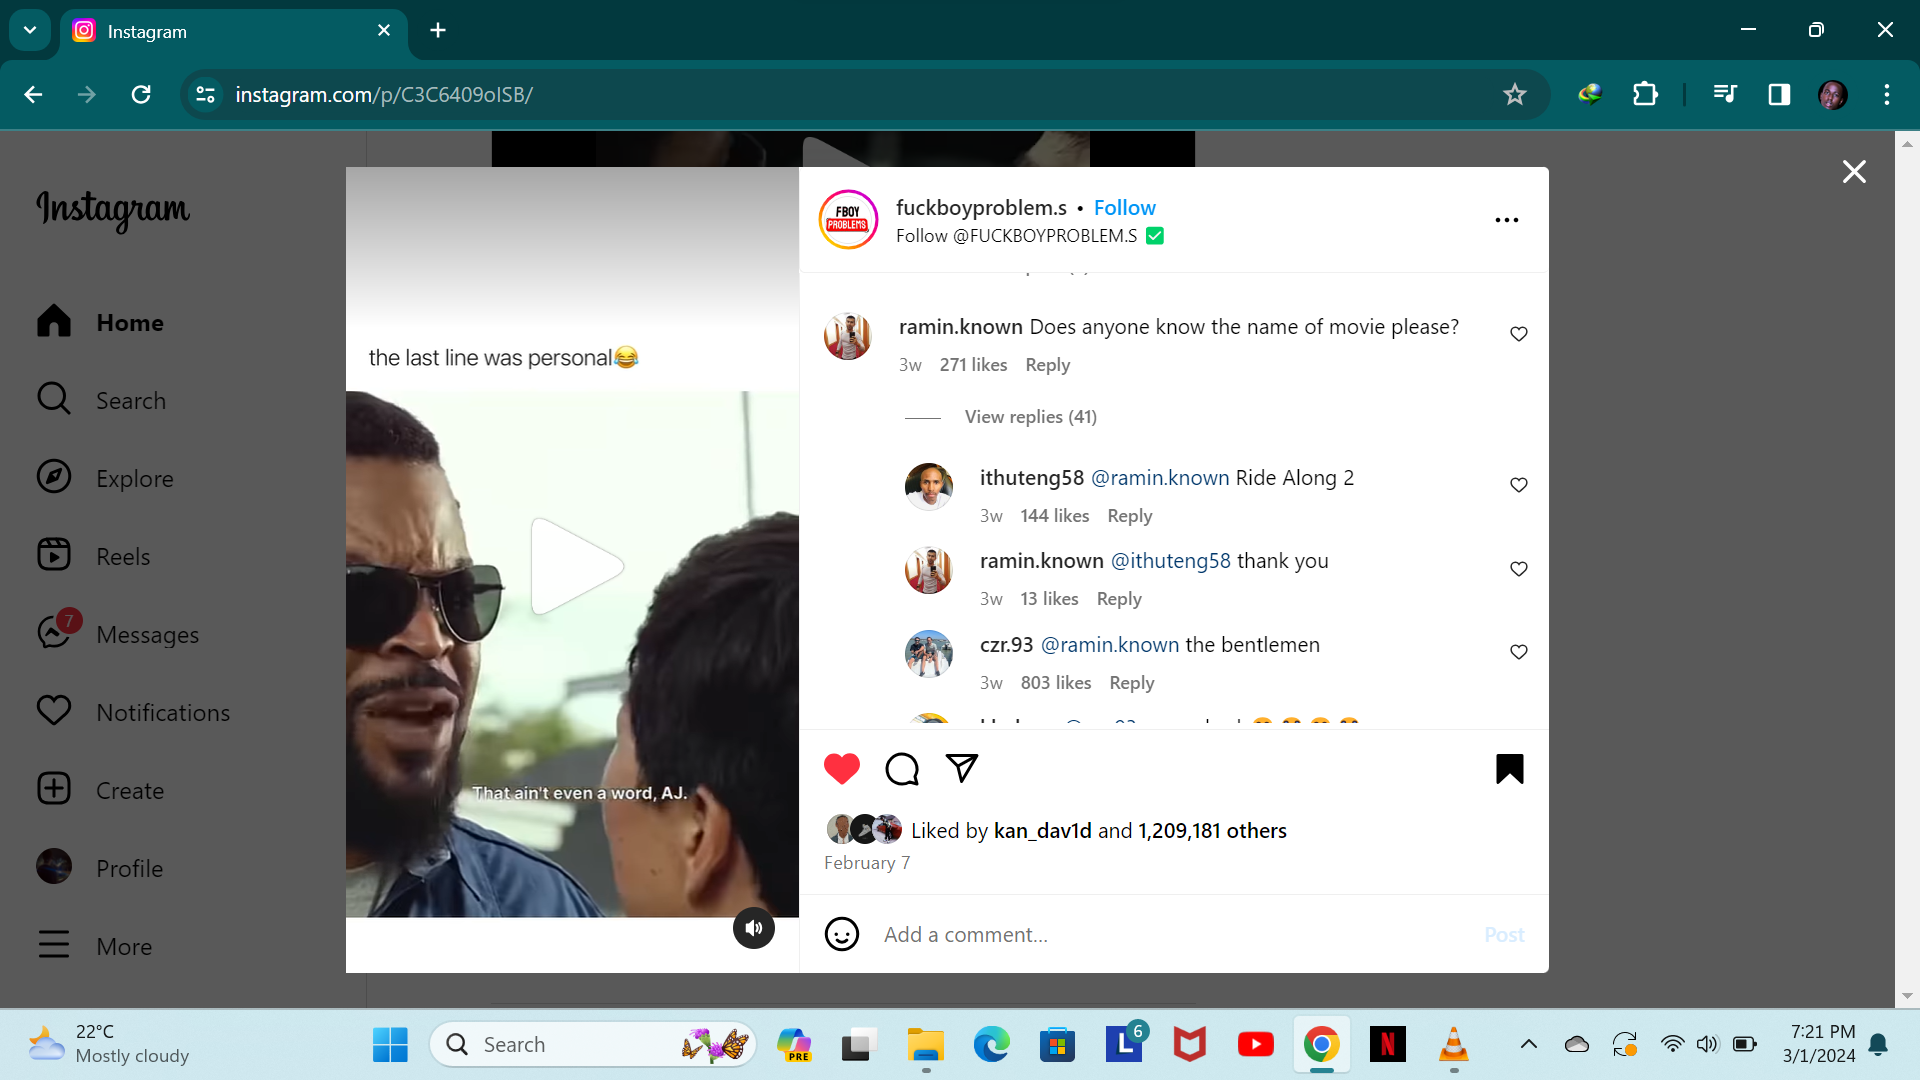 Instagram
instagram.com/p/C3C6409oISB/
Instagram
Home
Search
Explore
Reels
7
Messages
Notifications
Create
Profile
More
the last line was personal😂
That ain't even a word, AJ.
FBOY
PROBLEMS
fuckboyproblem.s • Follow
Follow @FUCKBOYPROBLEM.S ✅
ramin.known Does anyone know the name of movie please?
3w 271 likes Reply
View replies (41)
ithuteng58 @ramin.known Ride Along 2
3w 144 likes Reply
ramin.known @ithuteng58 thank you
3w 13 likes Reply
czr.93 @ramin.known the bentlemen
3w 803 likes Reply
Liked by kan_dav1d and 1,209,181 others
February 7
Add a comment...
Post
22°C
Mostly cloudy
Search
PRE
L
6
N
7:21 PM
3/1/2024